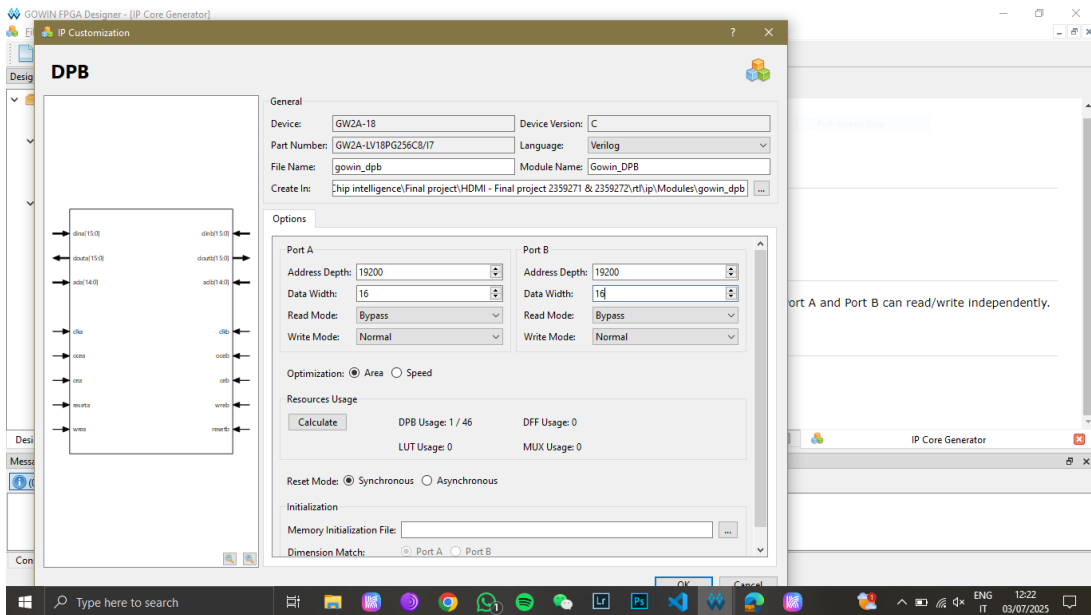 GOWIN FPGA Designer - [IP Core Generator]
IP Customization
DPB
General
Device: GW2A-18 Device Version: C
Part Number: GW2A-LV18PG256C8/I7 Language: Verilog
File Name: gowin_dpb Module Name: Gowin_DPB
Create In: Chip intelligence\Final project\HDMI - Final project 2359271 & 2359272\rtl\ip\Modules\gowin_dpb ...
Options
Port A Port B
Address Depth: 19200 Address Depth: 19200
Data Width: 16 Data Width: 16
Read Mode: Bypass Read Mode: Bypass
Write Mode: Normal Write Mode: Normal
Optimization: Area Speed
Resources Usage
Calculate DPB Usage: 1 / 46 DFF Usage: 0
LUT Usage: 0 MUX Usage: 0
Reset Mode: Synchronous Asynchronous
Initialization
Memory Initialization File: ...
Dimension Match: Port A Port B
OK Cancel
dina[15:0] dinb[15:0]
douta[15:0] doutb[15:0]
ada[14:0] adb[14:0]
clka clkb
ocea oceb
cea ceb
reseta wreb
wrea resetb
Desig
ort A and Port B can read/write independently.
Desi
IP Core Generator
Messa
Con
Type here to search
Lr
Ps
ENG 12:22
IT 03/07/2025